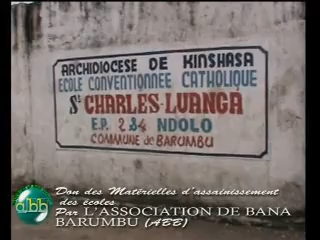 ARCHIDIOCESE DE KINSHASA
ECOLE CONVENTIONNEE CATHOLIQUE
St CHARLES-LUANGA
E.P. 2 & 4 NDOLO
COMMUNE de BARUMBU
Don des Matérielles d'assainissement
des écoles
Par L'ASSOCIATION DE BANA
BARUMBU (ABB)
abb